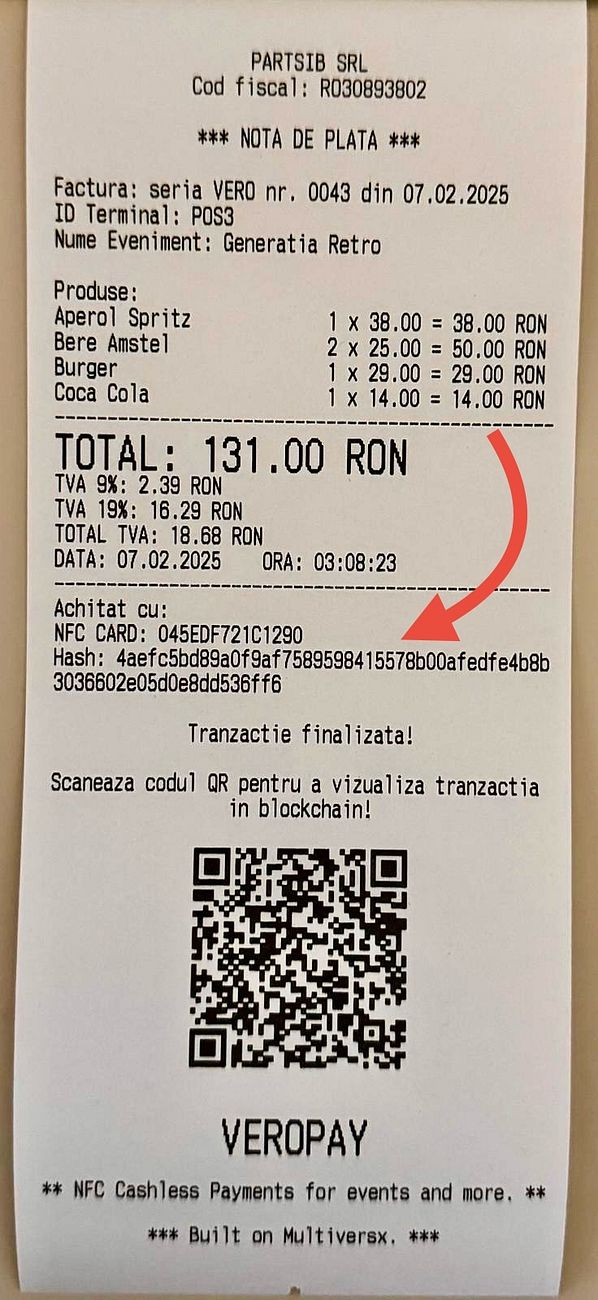 PARTSIB SRL
Cod fiscal: RO30893802
*** NOTA DE PLATA ***
Factura: seria VERO nr. 0043 din 07.02.2025
ID Terminal: POS3
Nume Eveniment: Generatia Retro
Produse:
Aperol Spritz 1 x 38.00 = 38.00 RON
Bere Amstel 2 x 25.00 = 50.00 RON
Burger 1 x 29.00 = 29.00 RON
Coca Cola 1 x 14.00 = 14.00 RON
TOTAL: 131.00 RON
TVA 9%: 2.39 RON
TVA 19%: 16.29 RON
TOTAL TVA: 18.68 RON
DATA: 07.02.2025 ORA: 03:08:23
Achitat cu:
NFC CARD: 045EDF721C1290
Hash: 4aefc5bd89a0f9af7589598415578b00afedfe4b8b
3036602e05d0e8dd536ff6
Tranzactie finalizata!
Scaneaza codul QR pentru a vizualiza tranzactia
in blockchain!
VEROPAY
** NFC Cashless Payments for events and more. **
*** Built on Multiversx. ***